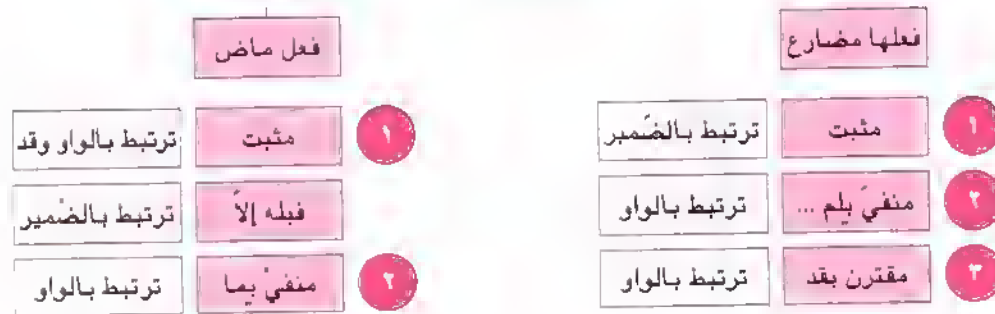 فعلها مضارع
١ مثبت ترتبط بالضّمير
٢ منفيّ بلم ... ترتبط بالواو
٣ مقترن بقد ترتبط بالواو
فعل ماض
١ مثبت ترتبط بالواو وقد
قبله إلاّ ترتبط بالضّمير
٢ منفيّ بما ترتبط بالواو